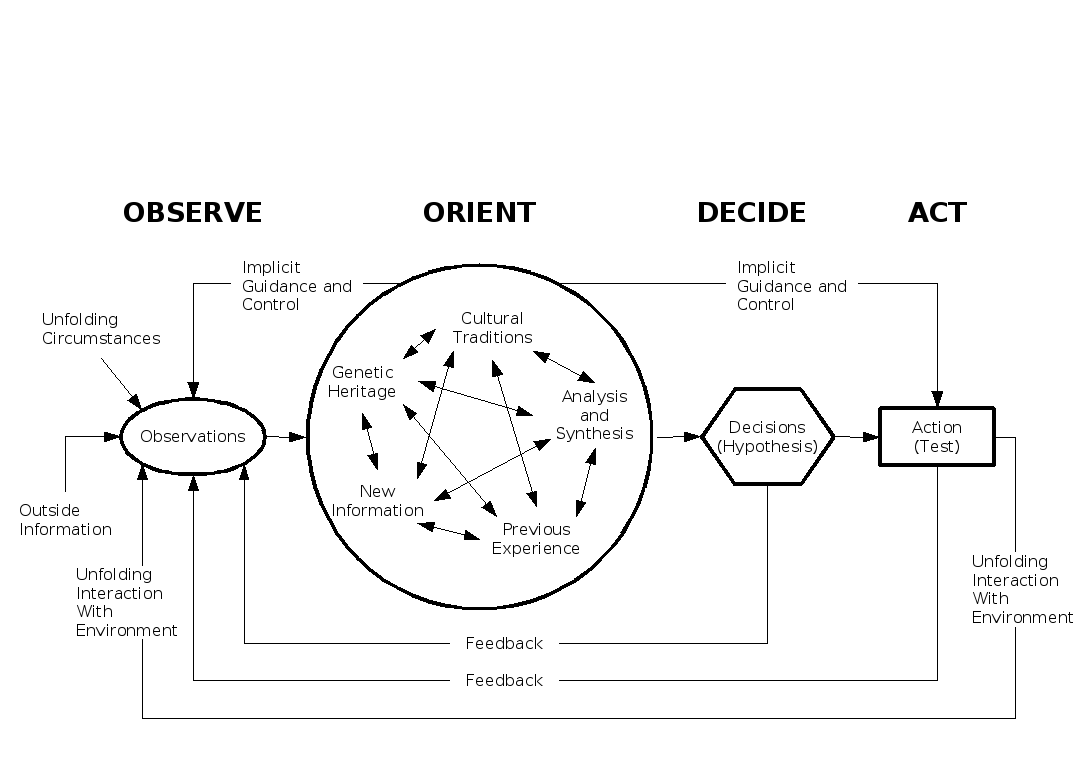 OBSERVE
ORIENT
DECIDE
ACT
Implicit
Guidance and
Control
Implicit
Guidance and
Control
Unfolding
Circumstances
Cultural
Traditions
Genetic
Heritage
Analysis
and
Synthesis
New
Information
Previous
Experience
Observations
Decisions
(Hypothesis)
Action
(Test)
Outside
Information
Unfolding
Interaction
With
Environment
Unfolding
Interaction
With
Environment
Feedback
Feedback